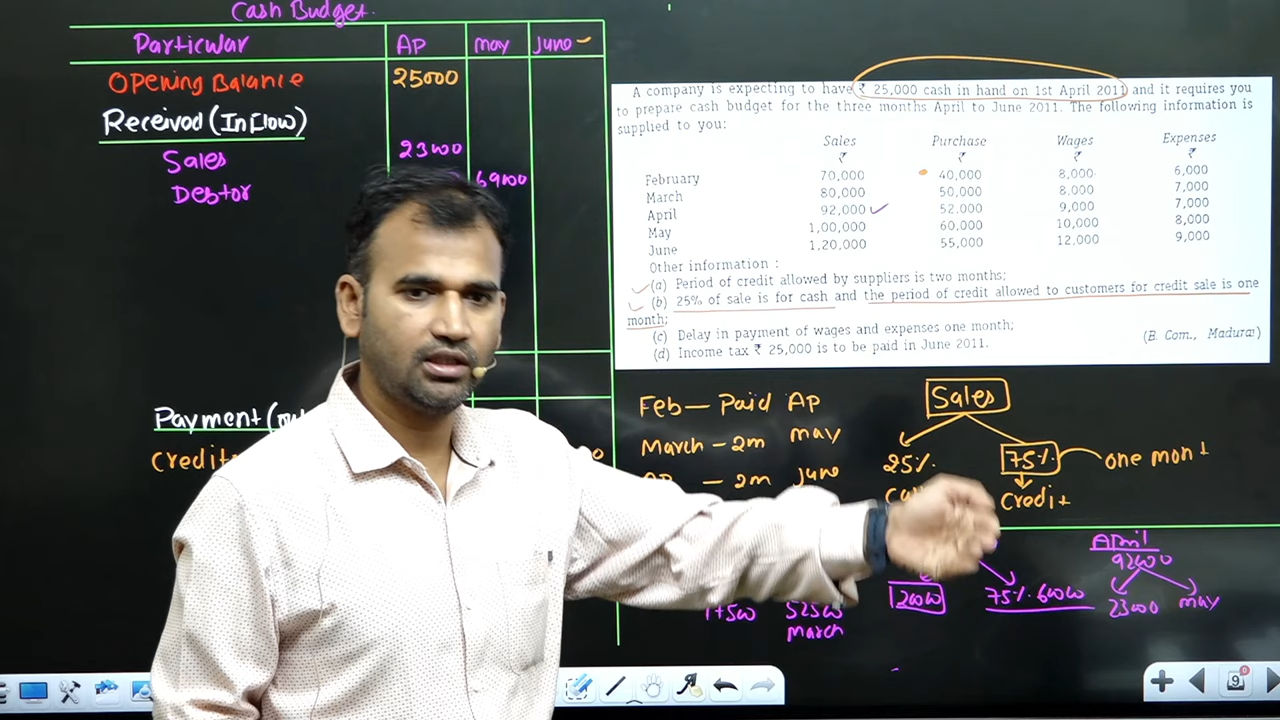 Cash Budget.
Particular AP may June
Opening Balance 25000
Received (Inflow)
Sales 23000
Debtor 69000
Payment
A company is expecting to have ₹ 25,000 cash in hand on 1st April 2011 and it requires you
to prepare cash budget for the three months April to June 2011. The following information is
supplied to you:
Sales Purchase Wages Expenses
₹ ₹ ₹ ₹
February 70,000 40,000 8,000 6,000
March 80,000 50,000 8,000 7,000
April 92,000 52.000 9,000 7,000
May 1,00,000 60,000 10,000 8,000
June 1,20,000 55,000 12,000 9,000
Other information :
(a) Period of credit allowed by suppliers is two months;
(b) 25% of sale is for cash and the period of credit allowed to customers for credit sale is one
month;
(c) Delay in payment of wages and expenses one month;
(d) Income tax ₹ 25,000 is to be paid in June 2011.
(B. Com., Madurai)
Feb — Paid AP
March — 2m may
AP — 2m June
Sales
25%. 75%. one mont
Credit
April
92000
75%. 60000 23000 may
17500 52500
March
9